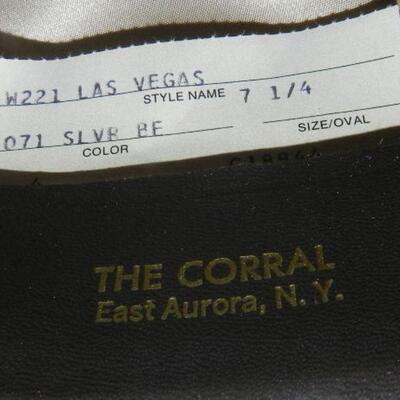 W221 LAS VEGAS
STYLE NAME 7 1/4
071 SLVR BE
COLOR SIZE/OVAL
THE CORRAL
East Aurora, N.Y.